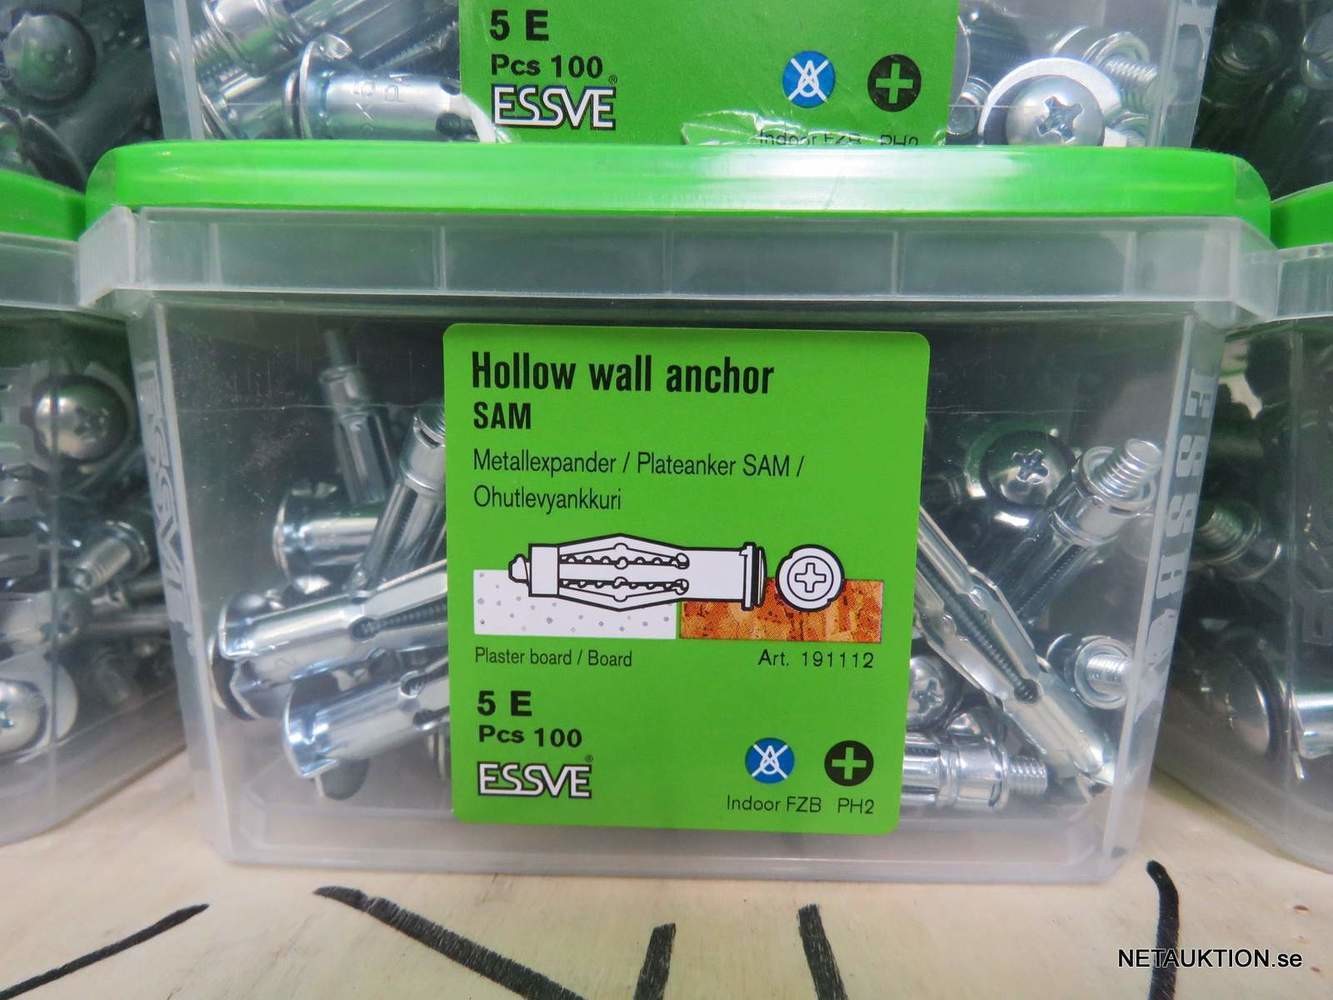 5 E
Pcs 100
ESSVE®
Indoor FZB PH2
Hollow wall anchor
SAM
Metallexpander / Plateanker SAM /
Ohutlevyankkuri
Plaster board / Board Art. 191112
5 E
Pcs 100
ESSVE®
Indoor FZB PH2
ESSVE
NETAUKTION.se